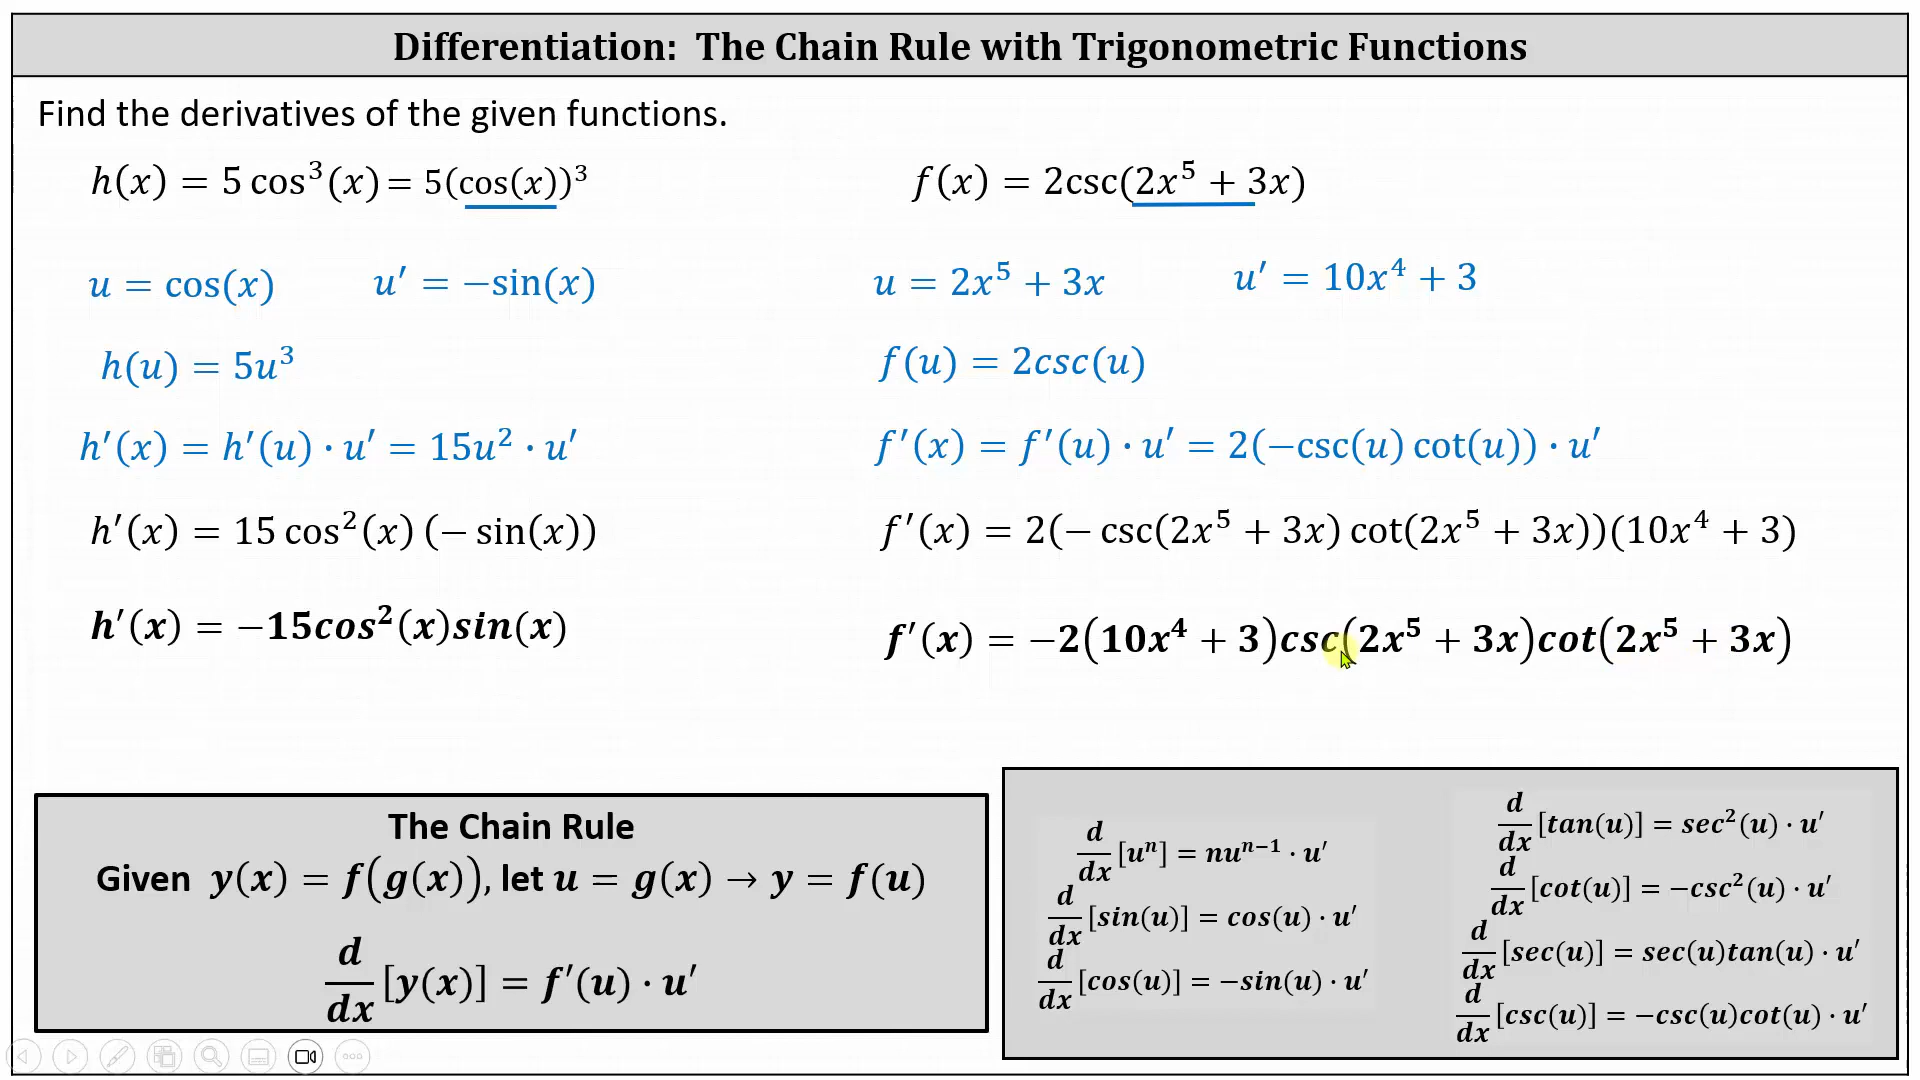 Differentiation:  The Chain Rule with Trigonometric Functions
Find the derivatives of the given functions.
h(x) = 5 cos³(x) = 5(cos(x))³
u = cos(x)    u′ = −sin(x)
h(u) = 5u³
h′(x) = h′(u) · u′ = 15u² · u′
h′(x) = 15 cos²(x) (− sin(x))
h′(x) = −15cos²(x)sin(x)
f(x) = 2csc(2x⁵ + 3x)
u = 2x⁵ + 3x    u′ = 10x⁴ + 3
f(u) = 2csc(u)
f′(x) = f′(u) · u′ = 2(−csc(u) cot(u)) · u′
f′(x) = 2(− csc(2x⁵ + 3x) cot(2x⁵ + 3x))(10x⁴ + 3)
f′(x) = −2(10x⁴ + 3)csc(2x⁵ + 3x)cot(2x⁵ + 3x)
The Chain Rule
Given y(x) = f(g(x)), let u = g(x) → y = f(u)
d/dx [y(x)] = f′(u) · u′
d/dx [uⁿ] = nuⁿ⁻¹ · u′
d/dx [sin(u)] = cos(u) · u′
d/dx [cos(u)] = −sin(u) · u′
d/dx [tan(u)] = sec²(u) · u′
d/dx [cot(u)] = −csc²(u) · u′
d/dx [sec(u)] = sec(u)tan(u) · u′
d/dx [csc(u)] = −csc(u)cot(u) · u′